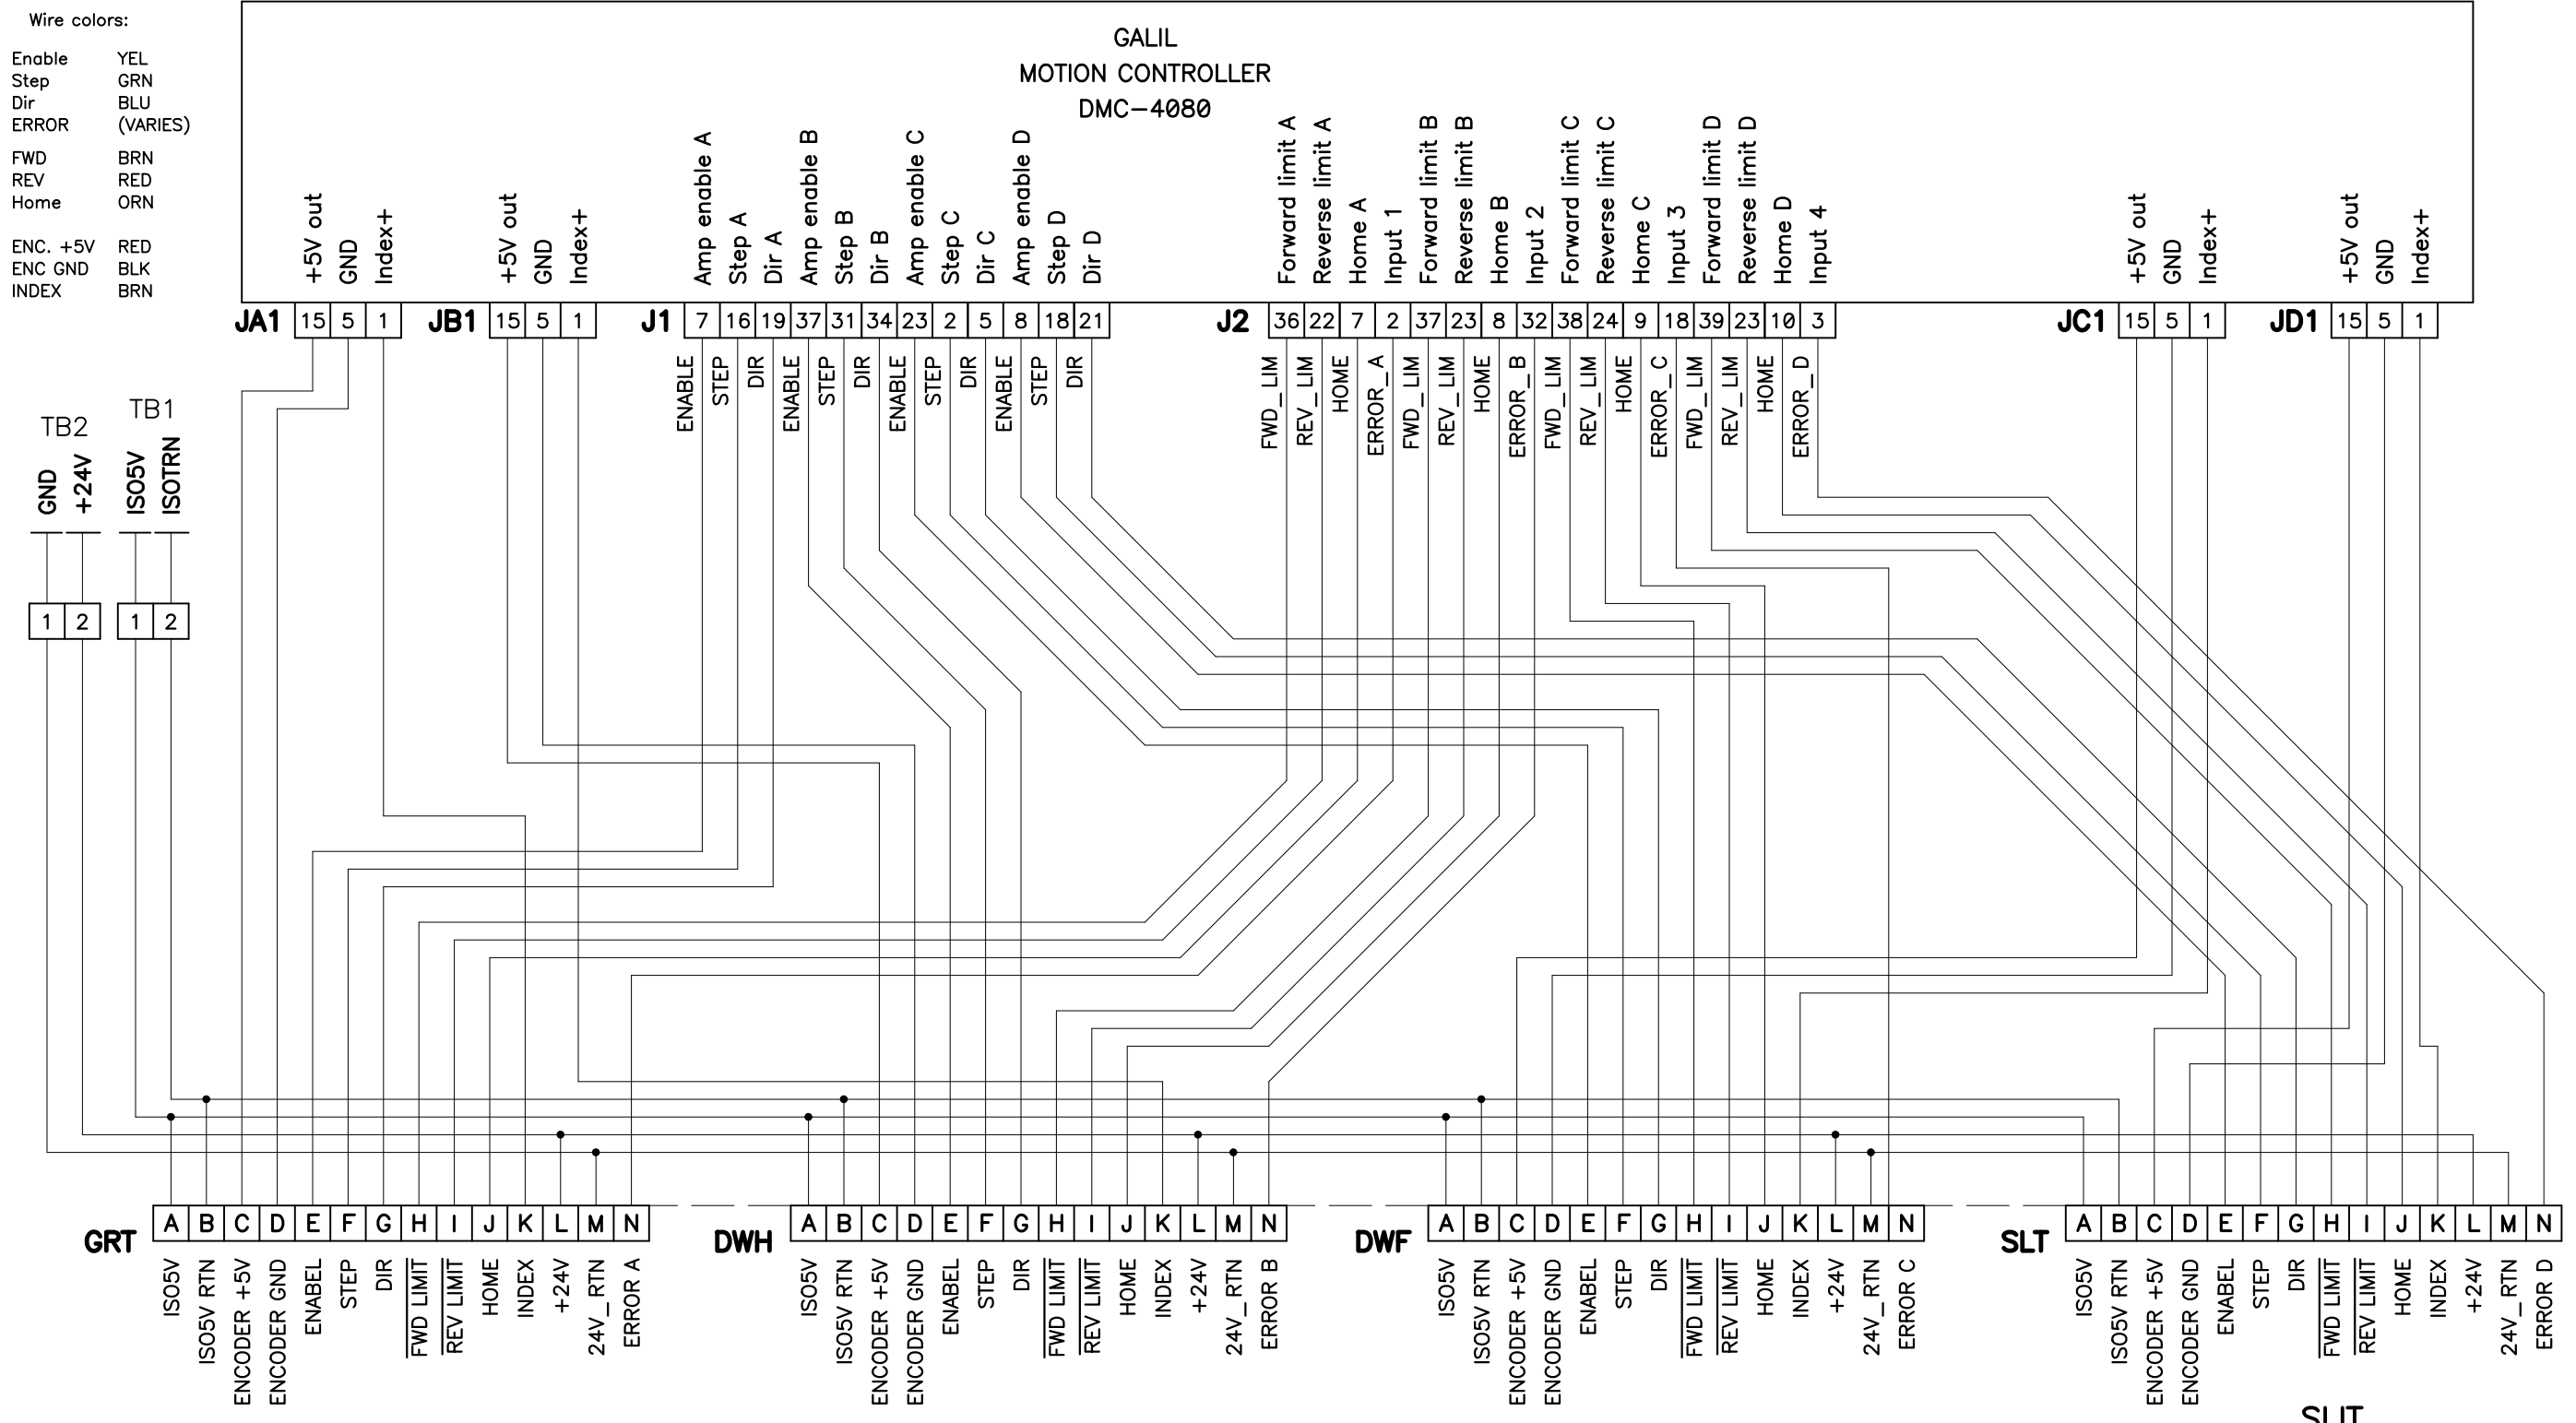 Wire colors:
Enable YEL
Step GRN
Dir BLU
ERROR (VARIES)
FWD BRN
REV RED
Home ORN
ENC. +5V RED
ENC GND BLK
INDEX BRN
GALIL
MOTION CONTROLLER
DMC-4080
+5V out
GND
Index+
+5V out
GND
Index+
Amp enable A
Step A
Dir A
Amp enable B
Step B
Dir B
Amp enable C
Step C
Dir C
Amp enable D
Step D
Dir D
Forward limit A
Reverse limit A
Home A
Input 1
Forward limit B
Reverse limit B
Home B
Input 2
Forward limit C
Reverse limit C
Home C
Input 3
Forward limit D
Reverse limit D
Home D
Input 4
+5V out
GND
Index+
+5V out
GND
Index+
JA1 15 5 1
JB1 15 5 1
J1 7 16 19 37 31 34 23 2 5 8 18 21
J2 36 22 7 2 37 23 8 32 38 24 9 18 39 23 10 3
JC1 15 5 1
JD1 15 5 1
ENABLE
STEP
DIR
ENABLE
STEP
DIR
ENABLE
STEP
DIR
ENABLE
STEP
DIR
FWD_LIM
REV_LIM
HOME
ERROR_A
FWD_LIM
REV_LIM
HOME
ERROR_B
FWD_LIM
REV_LIM
HOME
ERROR_C
FWD_LIM
REV_LIM
HOME
ERROR_D
TB2
TB1
GND
+24V
ISO5V
ISOTRN
1 2
1 2
GRT A B C D E F G H I J K L M N
DWH A B C D E F G H I J K L M N
DWF A B C D E F G H I J K L M N
SLT A B C D E F G H I J K L M N
ISO5V
ISO5V RTN
ENCODER +5V
ENCODER GND
ENABEL
STEP
DIR
FWD LIMIT
REV LIMIT
HOME
INDEX
+24V
24V_RTN
ERROR A
ISO5V
ISO5V RTN
ENCODER +5V
ENCODER GND
ENABEL
STEP
DIR
FWD LIMIT
REV LIMIT
HOME
INDEX
+24V
24V_RTN
ERROR B
ISO5V
ISO5V RTN
ENCODER +5V
ENCODER GND
ENABEL
STEP
DIR
FWD LIMIT
REV LIMIT
HOME
INDEX
+24V
24V_RTN
ERROR C
ISO5V
ISO5V RTN
ENCODER +5V
ENCODER GND
ENABEL
STEP
DIR
FWD LIMIT
REV LIMIT
HOME
INDEX
+24V
24V_RTN
ERROR D